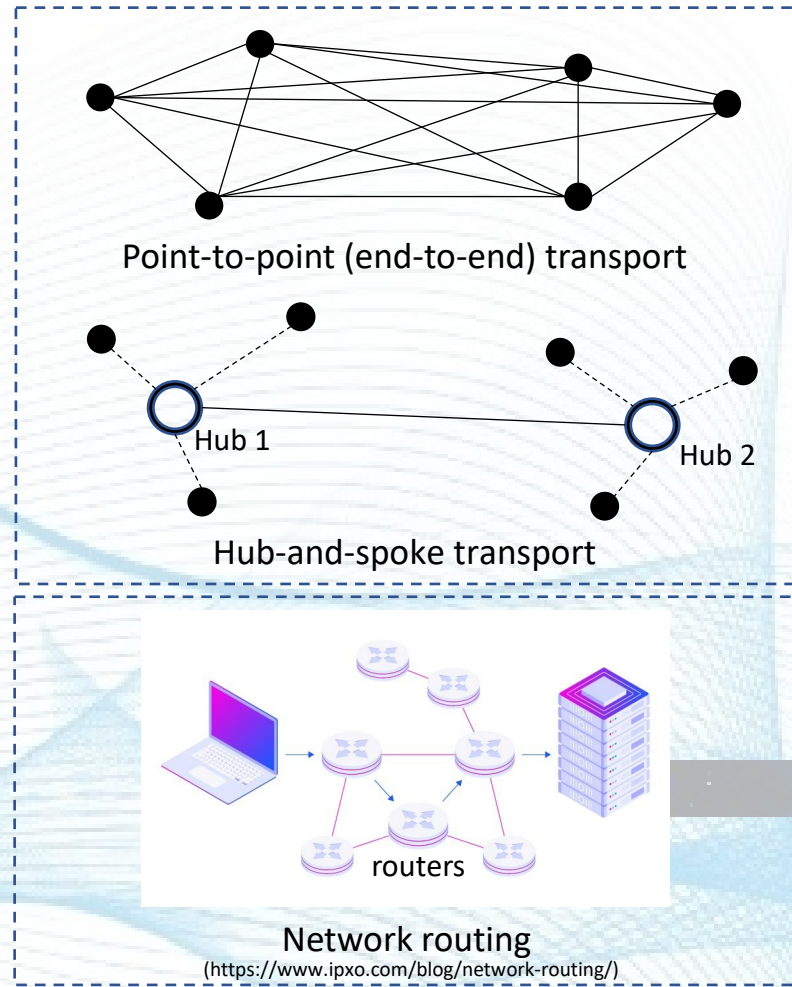 Point-to-point (end-to-end) transport
Hub 1
Hub 2
Hub-and-spoke transport
routers
Network routing
(https://www.ipxo.com/blog/network-routing/)